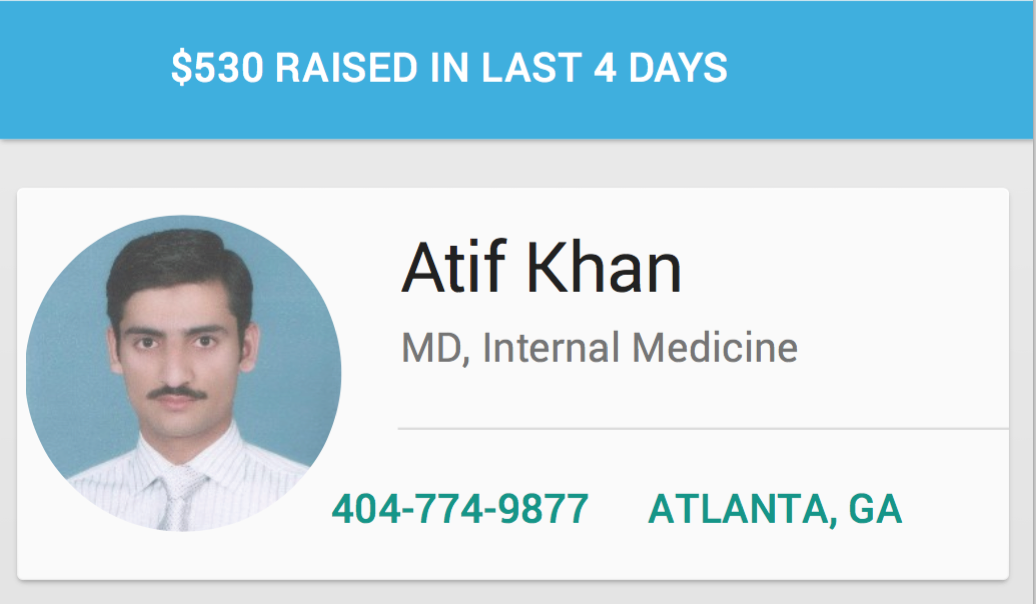 $530 RAISED IN LAST 4 DAYS
Atif Khan
MD, Internal Medicine
404-774-9877 ATLANTA, GA